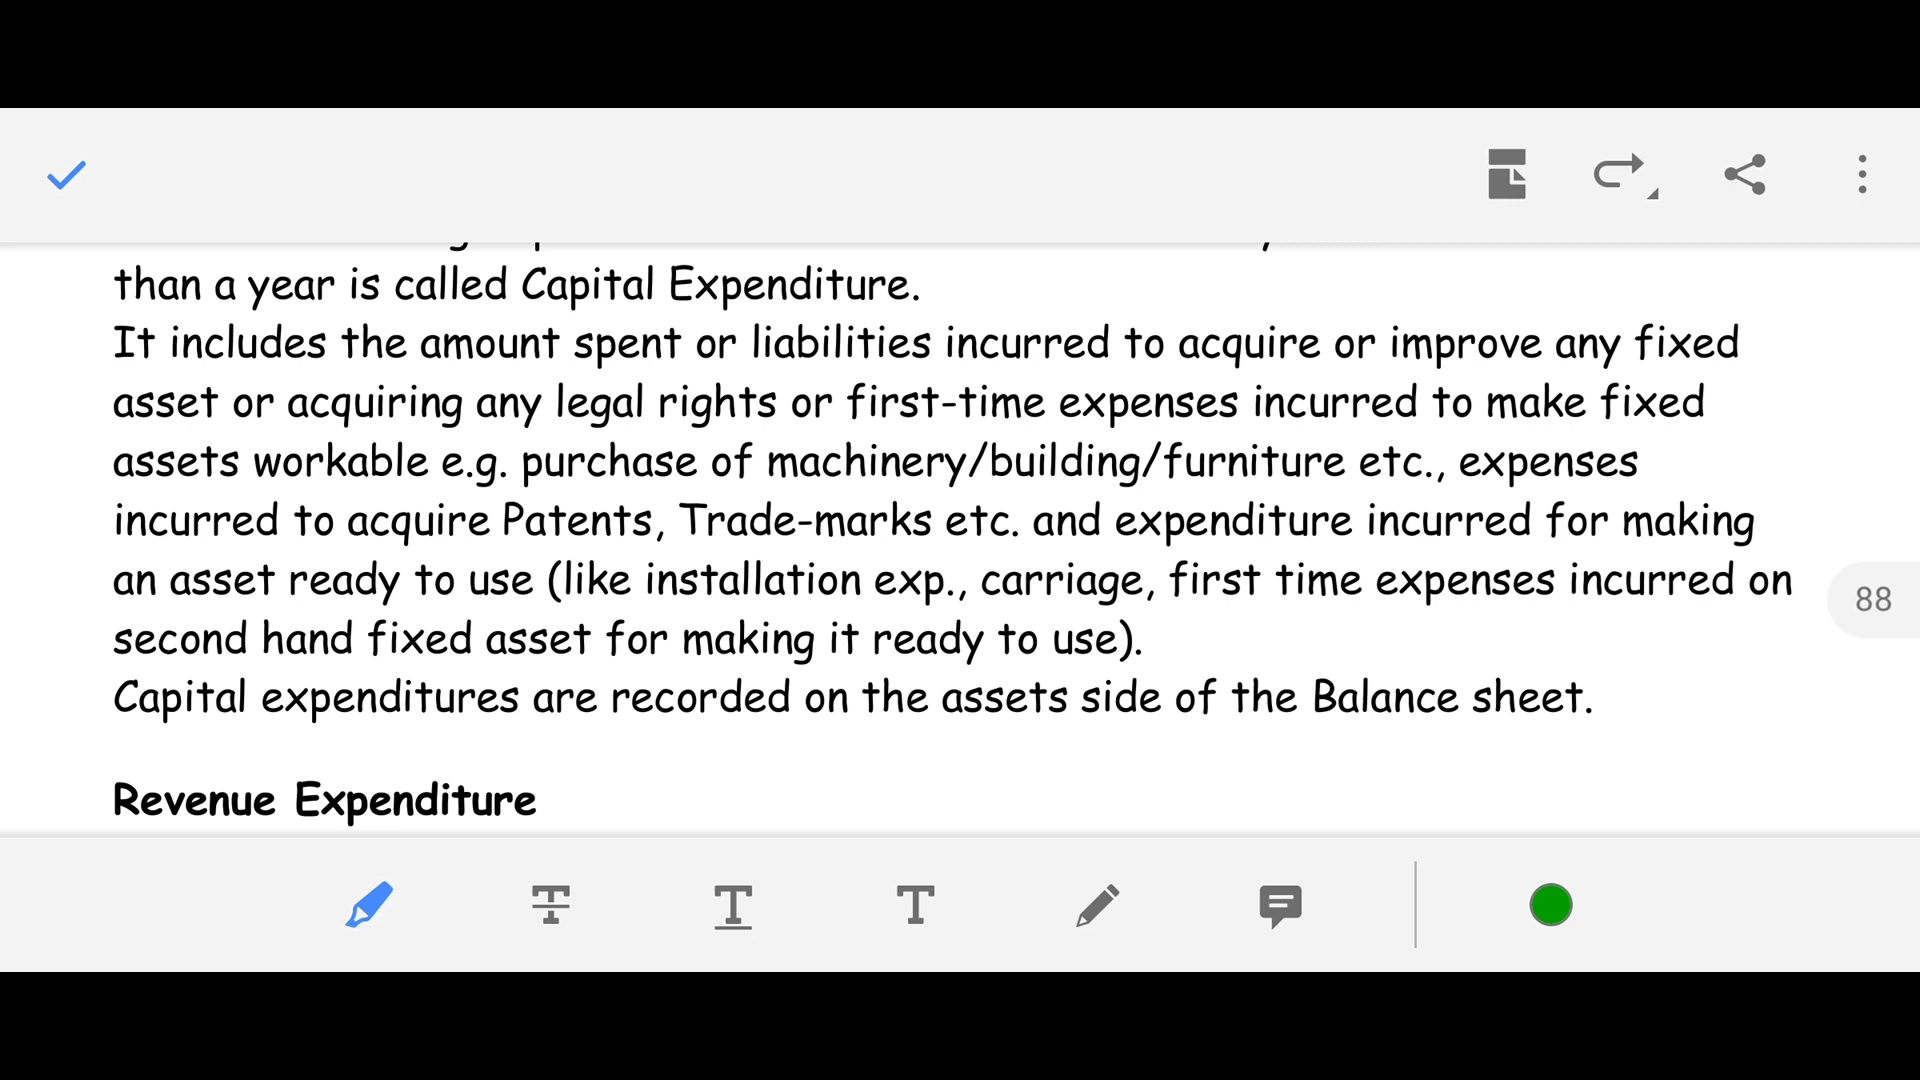 than a year is called Capital Expenditure.
It includes the amount spent or liabilities incurred to acquire or improve any fixed
asset or acquiring any legal rights or first-time expenses incurred to make fixed
assets workable e.g. purchase of machinery/building/furniture etc., expenses
incurred to acquire Patents, Trade-marks etc. and expenditure incurred for making
an asset ready to use (like installation exp., carriage, first time expenses incurred on
88
second hand fixed asset for making it ready to use).
Capital expenditures are recorded on the assets side of the Balance sheet.
Revenue Expenditure